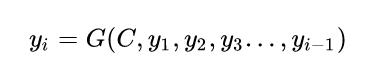 y_i = G(C, y_1, y_2, y_3 ..., y_{i-1})